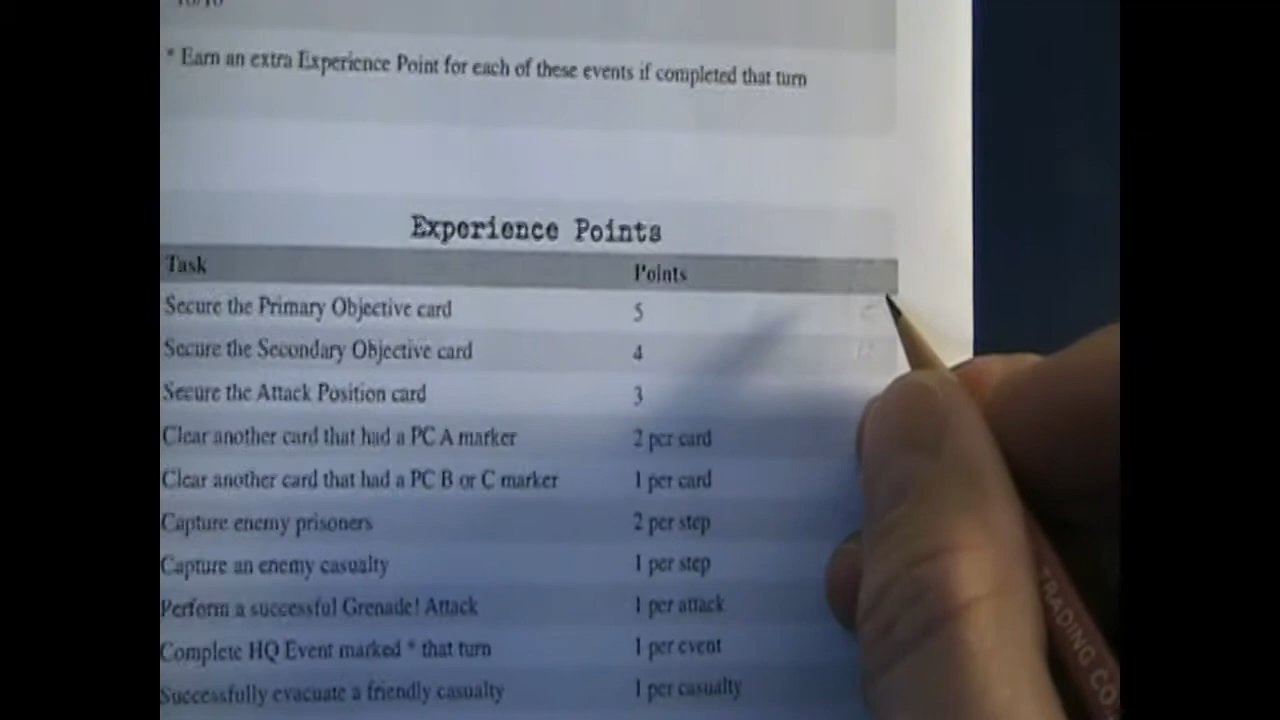 * Earn an extra Experience Point for each of these events if completed that turn
Experience Points
Task Points
Secure the Primary Objective card 5
Secure the Secondary Objective card 4
Secure the Attack Position card 3
Clear another card that had a PC A marker 2 per card
Clear another card that had a PC B or C marker 1 per card
Capture enemy prisoners 2 per step
Capture an enemy casualty 1 per step
Perform a successful Grenade! Attack 1 per attack
Complete HQ Event marked * that turn 1 per event
Successfully evacuate a friendly casualty 1 per casualty
TRADING CO.